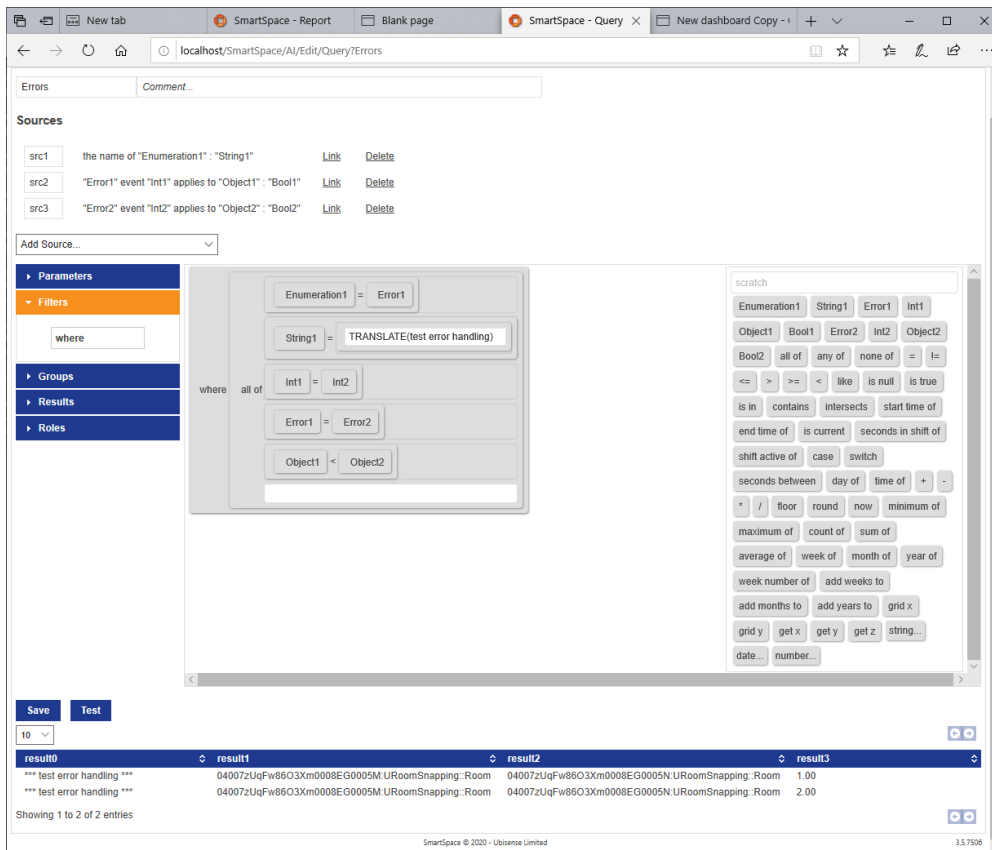 New tab
SmartSpace - Report
Blank page
SmartSpace - Query
New dashboard Copy -
localhost/SmartSpace/AI/Edit/Query?Errors
Errors Comment...
Sources
src1 the name of "Enumeration1" : "String1" Link Delete
src2 "Error1" event "Int1" applies to "Object1" : "Bool1" Link Delete
src3 "Error2" event "Int2" applies to "Object2" : "Bool2" Link Delete
Add Source...
Parameters
Filters
where
Groups
Results
Roles
where all of
Enumeration1 = Error1
String1 = TRANSLATE(test error handling)
Int1 = Int2
Error1 = Error2
Object1 < Object2
scratch
Enumeration1 String1 Error1 Int1
Object1 Bool1 Error2 Int2 Object2
Bool2 all of any of none of = !=
<= > >= < like is null is true
is in contains intersects start time of
end time of is current seconds in shift of
shift active of case switch
seconds between day of time of + -
* / floor round now minimum of
maximum of count of sum of
average of week of month of year of
week number of add weeks to
add months to add years to grid x
grid y get x get y get z string...
date... number...
Save Test
10
result0 result1 result2 result3
*** test error handling *** 04007zUqFw86O3Xm0008EG0005M:URoomSnapping::Room 04007zUqFw86O3Xm0008EG0005N:URoomSnapping::Room 1.00
*** test error handling *** 04007zUqFw86O3Xm0008EG0005M:URoomSnapping::Room 04007zUqFw86O3Xm0008EG0005N:URoomSnapping::Room 2.00
Showing 1 to 2 of 2 entries
SmartSpace © 2020 - Ubisense Limited 3.5.7506